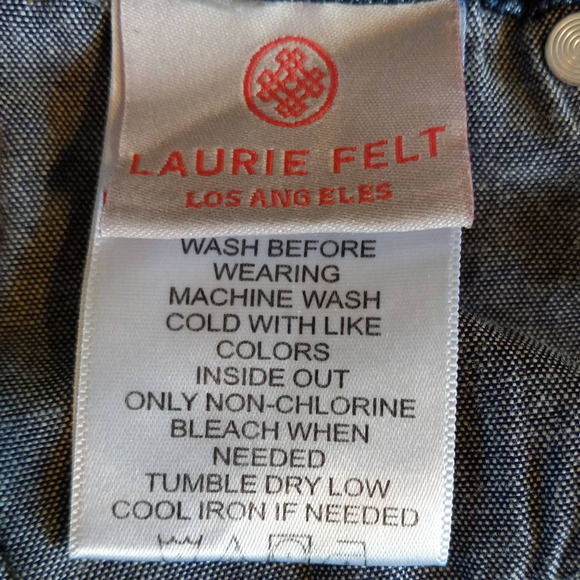 LAURIE FELT
LOS ANGELES
WASH BEFORE
WEARING
MACHINE WASH
COLD WITH LIKE
COLORS
INSIDE OUT
ONLY NON-CHLORINE
BLEACH WHEN
NEEDED
TUMBLE DRY LOW
COOL IRON IF NEEDED